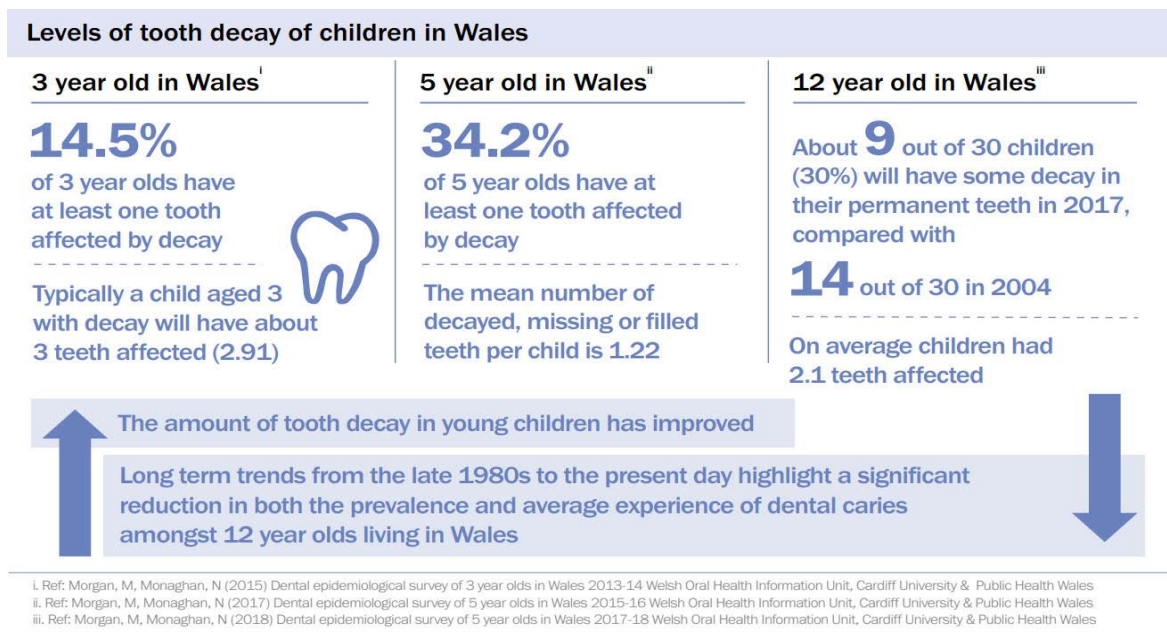 Levels of tooth decay of children in Wales
3 year old in Walesⁱ
14.5%
of 3 year olds have
at least one tooth
affected by decay
Typically a child aged 3
with decay will have about
3 teeth affected (2.91)
5 year old in Walesⁱⁱ
34.2%
of 5 year olds have at
least one tooth affected
by decay
The mean number of
decayed, missing or filled
teeth per child is 1.22
12 year old in Walesⁱⁱⁱ
About 9 out of 30 children
(30%) will have some decay in
their permanent teeth in 2017,
compared with
14 out of 30 in 2004
On average children had
2.1 teeth affected
The amount of tooth decay in young children has improved
Long term trends from the late 1980s to the present day highlight a significant
reduction in both the prevalence and average experience of dental caries
amongst 12 year olds living in Wales
i. Ref: Morgan, M, Monaghan, N (2015) Dental epidemiological survey of 3 year olds in Wales 2013-14 Welsh Oral Health Information Unit, Cardiff University & Public Health Wales
ii. Ref: Morgan, M, Monaghan, N (2017) Dental epidemiological survey of 5 year olds in Wales 2015-16 Welsh Oral Health Information Unit, Cardiff University & Public Health Wales
iii. Ref: Morgan, M, Monaghan, N (2018) Dental epidemiological survey of 5 year olds in Wales 2017-18 Welsh Oral Health Information Unit, Cardiff University & Public Health Wales